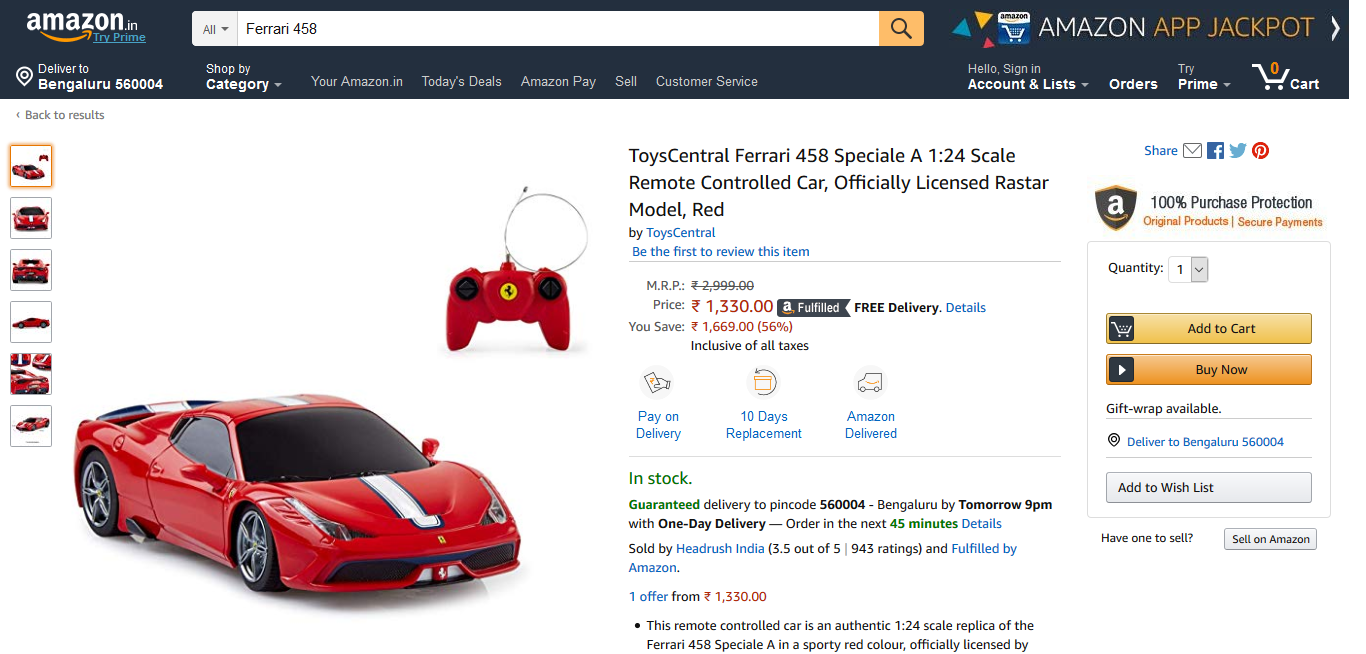 amazon.in
Try Prime
All
Ferrari 458
amazon
AMAZON APP JACKPOT
Deliver to
Bengaluru 560004
Shop by
Category
Your Amazon.in
Today's Deals
Amazon Pay
Sell
Customer Service
Hello, Sign in
Account & Lists
Orders
Try
Prime
0
Cart
‹ Back to results
ToysCentral Ferrari 458 Speciale A 1:24 Scale
Remote Controlled Car, Officially Licensed Rastar
Model, Red
by ToysCentral
Be the first to review this item
M.R.P.: ₹ 2,999.00
Price: ₹ 1,330.00 a Fulfilled FREE Delivery. Details
You Save: ₹ 1,669.00 (56%)
Inclusive of all taxes
Pay on
Delivery
10 Days
Replacement
Amazon
Delivered
In stock.
Guaranteed delivery to pincode 560004 - Bengaluru by Tomorrow 9pm
with One-Day Delivery — Order in the next 45 minutes Details
Sold by Headrush India (3.5 out of 5 | 943 ratings) and Fulfilled by
Amazon.
1 offer from ₹ 1,330.00
• This remote controlled car is an authentic 1:24 scale replica of the
Ferrari 458 Speciale A in a sporty red colour, officially licensed by
Share
a
100% Purchase Protection
Original Products | Secure Payments
Quantity: 1
Add to Cart
Buy Now
Gift-wrap available.
Deliver to Bengaluru 560004
Add to Wish List
Have one to sell?
Sell on Amazon